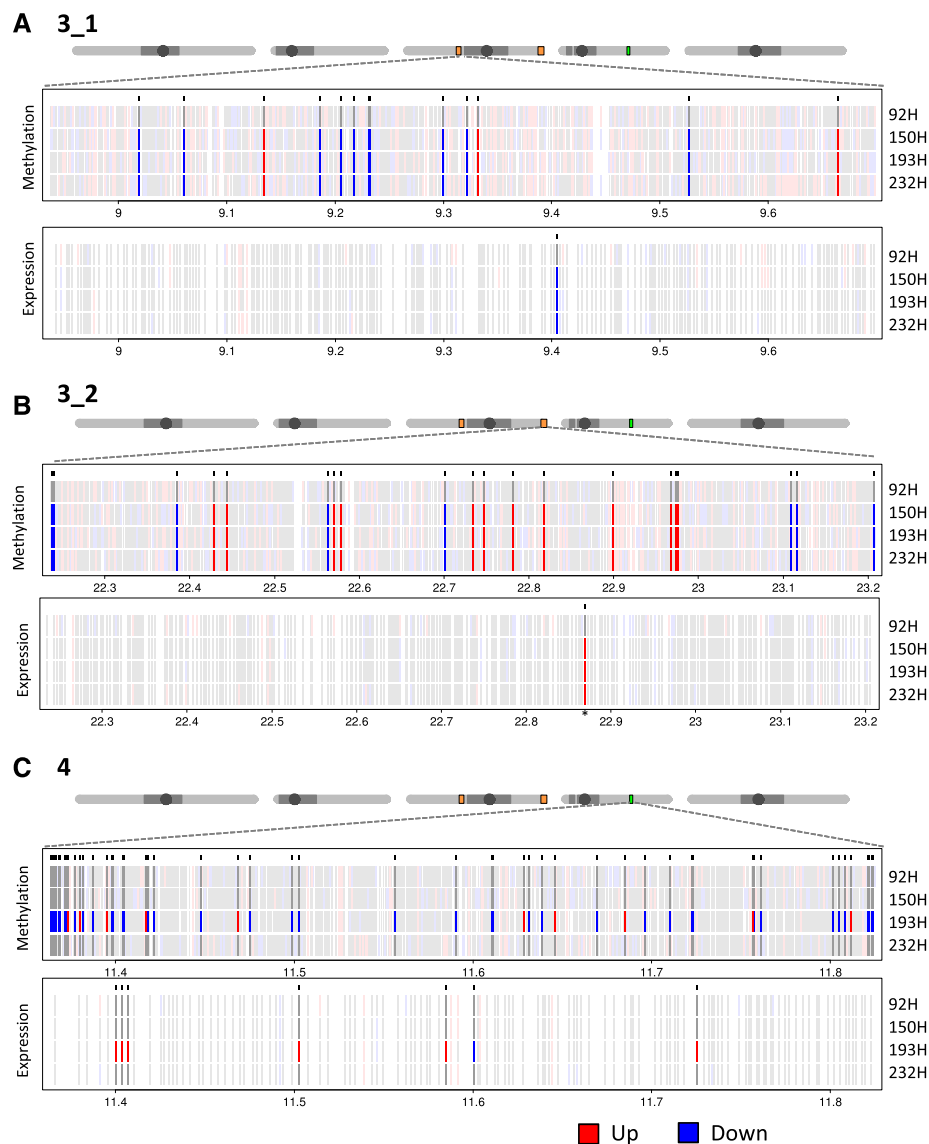 A 3_1
Methylation
92H
150H
193H
232H
9 9.1 9.2 9.3 9.4 9.5 9.6
Expression
92H
150H
193H
232H
9 9.1 9.2 9.3 9.4 9.5 9.6
B 3_2
Methylation
92H
150H
193H
232H
22.3 22.4 22.5 22.6 22.7 22.8 22.9 23 23.1 23.2
Expression
92H
150H
193H
232H
*
22.3 22.4 22.5 22.6 22.7 22.8 22.9 23 23.1 23.2
C 4
Methylation
92H
150H
193H
232H
11.4 11.5 11.6 11.7 11.8
Expression
92H
150H
193H
232H
11.4 11.5 11.6 11.7 11.8
Up Down